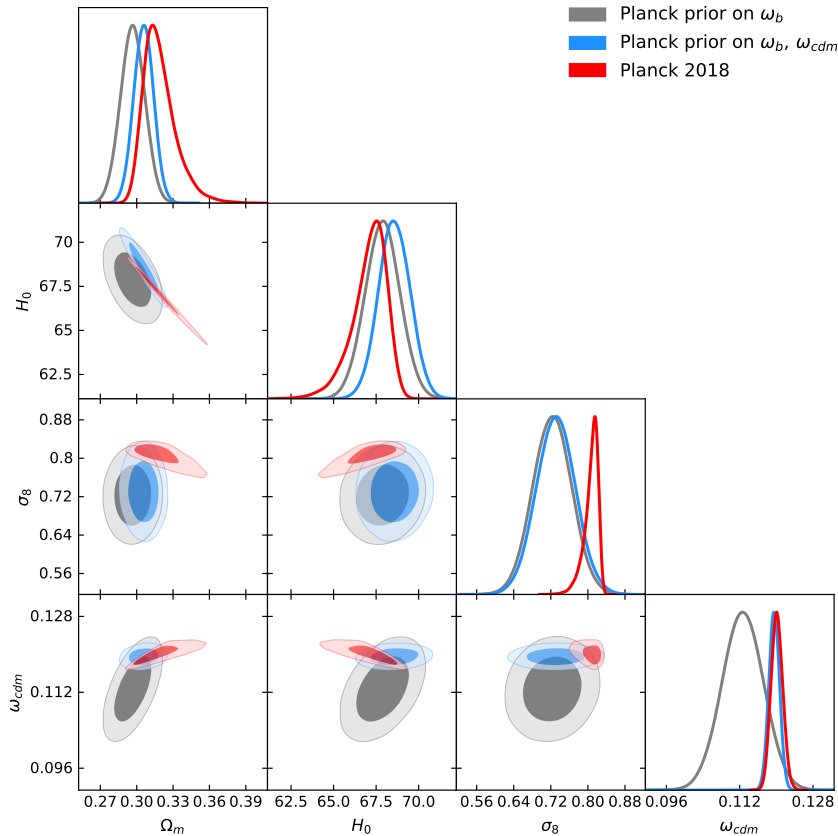 Planck prior on ω_b
Planck prior on ω_b, ω_cdm
Planck 2018
70
67.5
65
62.5
H_0
0.88
0.8
0.72
0.64
0.56
σ_8
0.128
0.112
0.096
ω_cdm
0.27 0.30 0.33 0.36 0.39
62.5 65.0 67.5 70.0
0.56 0.64 0.72 0.80 0.88
0.096 0.112 0.128
Ω_m
H_0
σ_8
ω_cdm